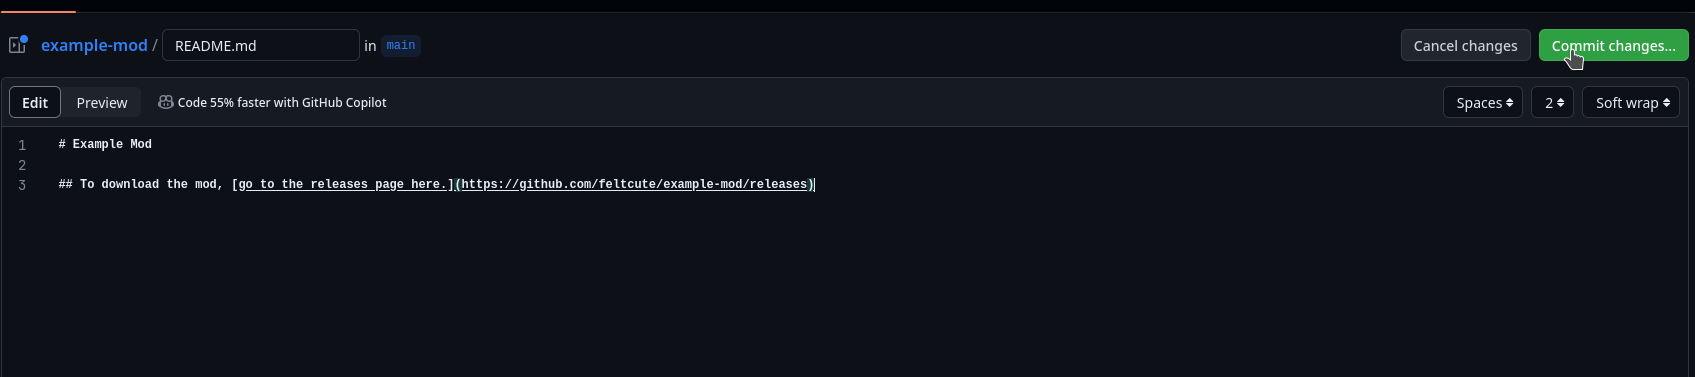 example-mod / README.md in main Cancel changes Commit changes...
Edit Preview Code 55% faster with GitHub Copilot Spaces 2 Soft wrap
1 # Example Mod
2
3 ## To download the mod, [go to the releases page here.](https://github.com/feltcute/example-mod/releases)